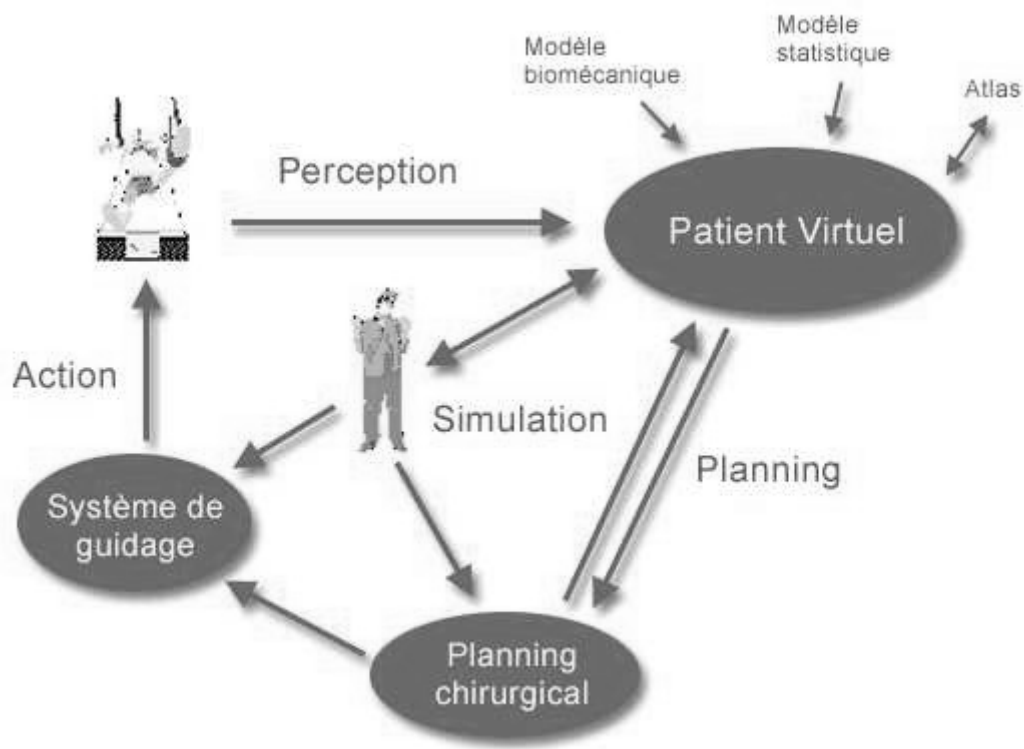 Modèle
statistique
Modèle
biomécanique
Atlas
Perception
Patient Virtuel
Action
Simulation
Planning
Système de
guidage
Planning
chirurgical